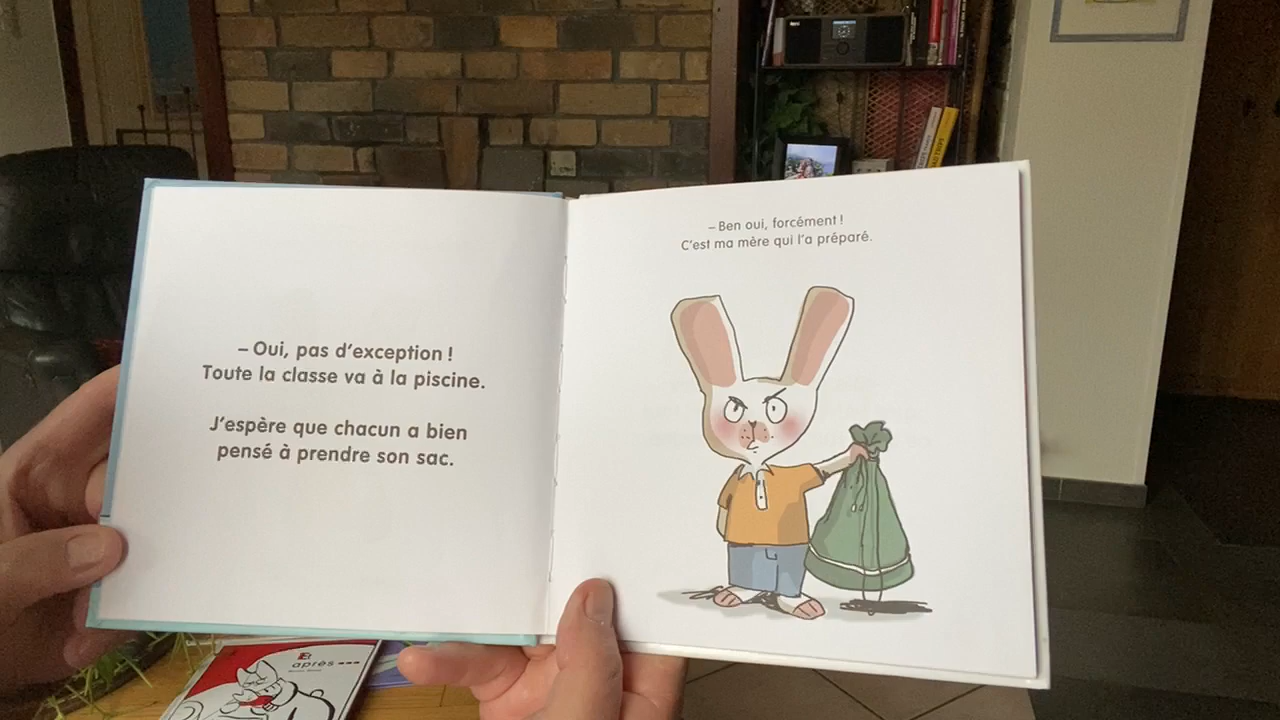 – Oui, pas d'exception !
Toute la classe va à la piscine.
J'espère que chacun a bien
pensé à prendre son sac.
– Ben oui, forcément !
C'est ma mère qui l'a préparé.
Et
après ...